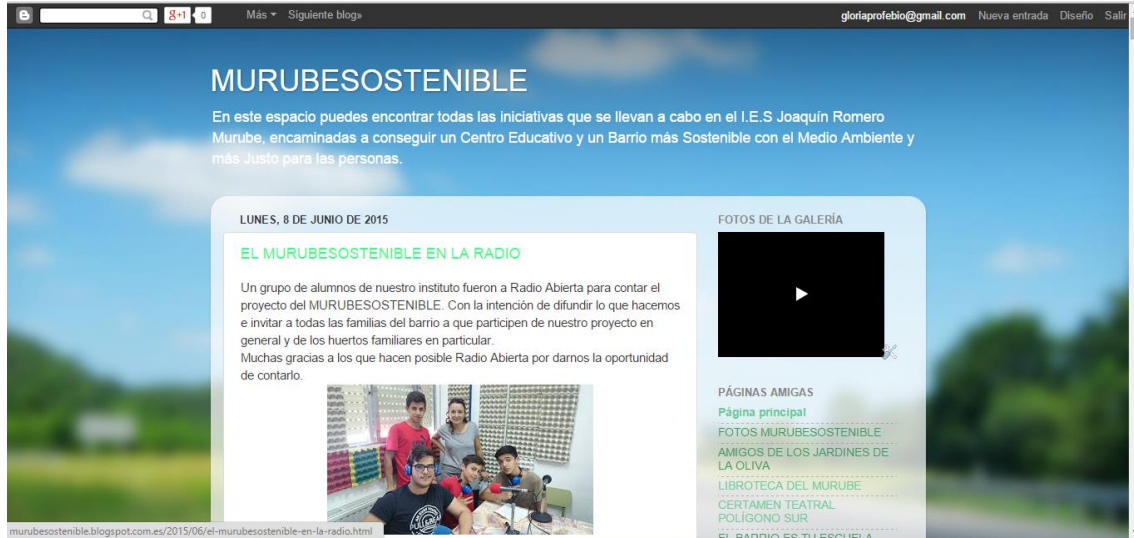 g+1 0 Más Siguiente blog» gloriaprofebio@gmail.com Nueva entrada Diseño Salir
MURUBESOSTENIBLE
En este espacio puedes encontrar todas las iniciativas que se llevan a cabo en el I.E.S Joaquín Romero
Murube, encaminadas a conseguir un Centro Educativo y un Barrio más Sostenible con el Medio Ambiente y
más Justo para las personas.
LUNES, 8 DE JUNIO DE 2015
EL MURUBESOSTENIBLE EN LA RADIO
Un grupo de alumnos de nuestro instituto fueron a Radio Abierta para contar el
proyecto del MURUBESOSTENIBLE. Con la intención de difundir lo que hacemos
e invitar a todas las familias del barrio a que participen de nuestro proyecto en
general y de los huertos familiares en particular.
Muchas gracias a los que hacen posible Radio Abierta por darnos la oportunidad
de contarlo.
FOTOS DE LA GALERÍA
PÁGINAS AMIGAS
Página principal
FOTOS MURUBESOSTENIBLE
AMIGOS DE LOS JARDINES DE
LA OLIVA
LIBROTECA DEL MURUBE
CERTAMEN TEATRAL
POLÍGONO SUR
EL BARRIO ES TU ESCUELA
murubesostenible.blogspot.com.es/2015/06/el-murubesostenible-en-la-radio.html